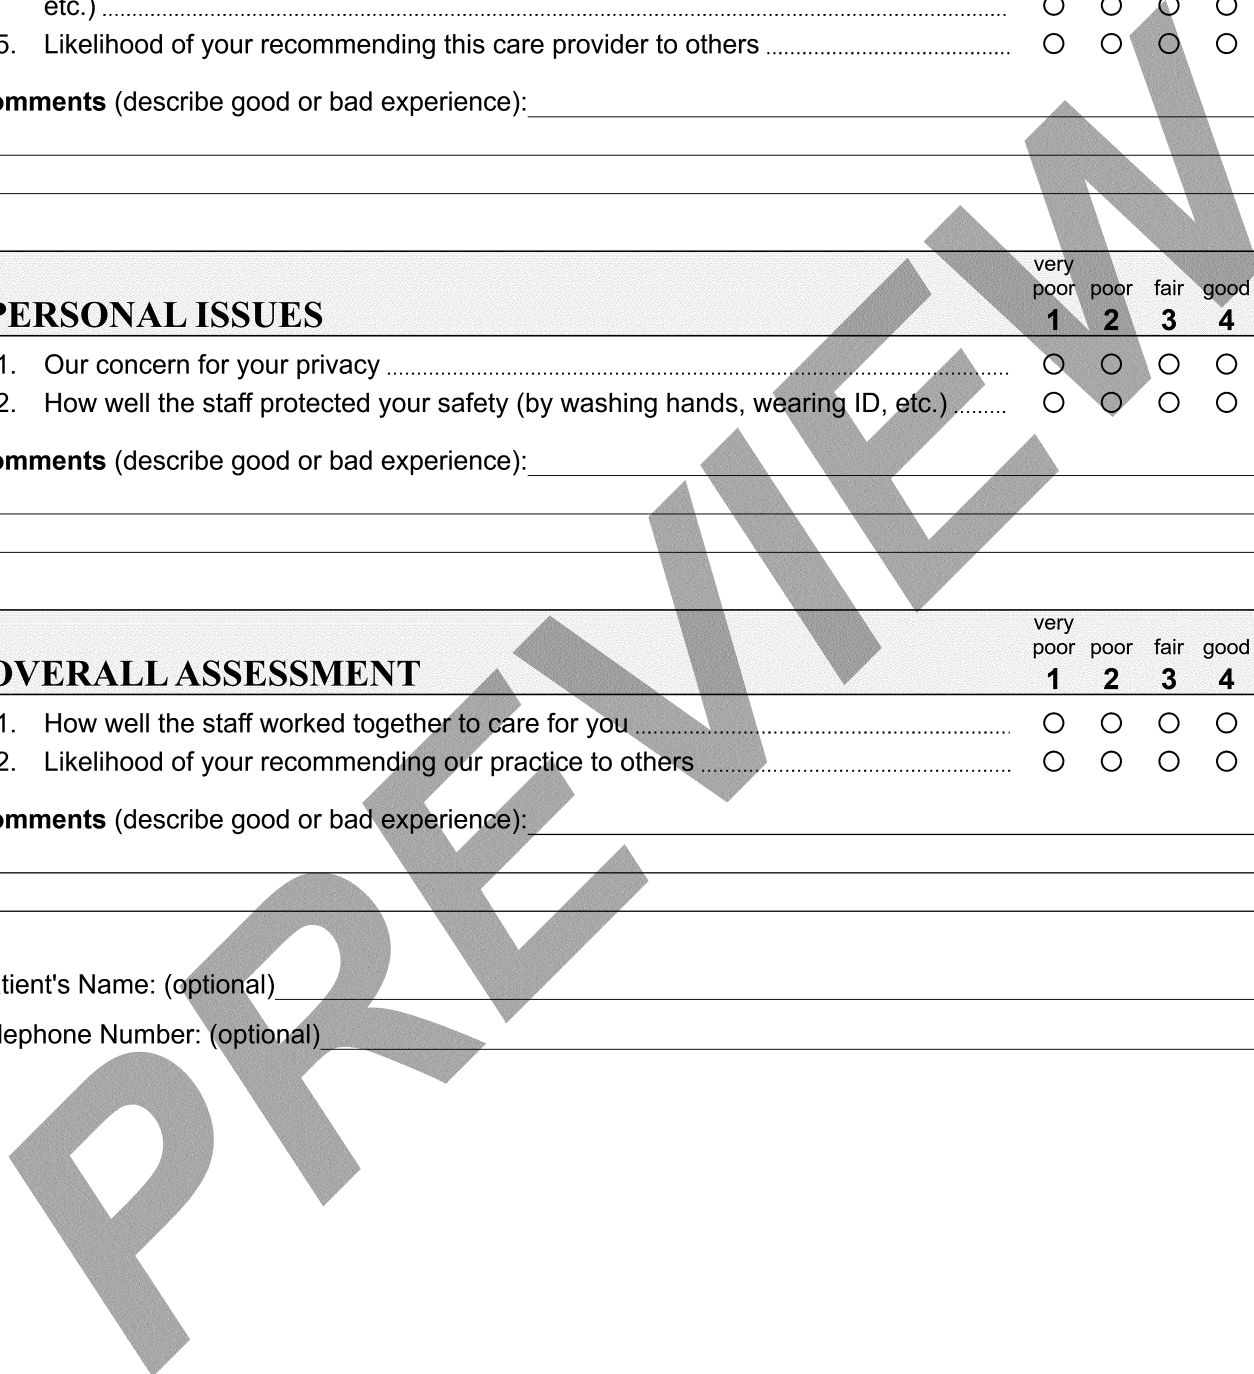 etc.)
5. Likelihood of your recommending this care provider to others
omments (describe good or bad experience):
very
poor poor fair good
PERSONAL ISSUES 1 2 3 4
1. Our concern for your privacy
2. How well the staff protected your safety (by washing hands, wearing ID, etc.)
omments (describe good or bad experience):
very
poor poor fair good
OVERALL ASSESSMENT 1 2 3 4
1. How well the staff worked together to care for you
2. Likelihood of your recommending our practice to others
omments (describe good or bad experience):
tient's Name: (optional)
lephone Number: (optional)
PREVIEW